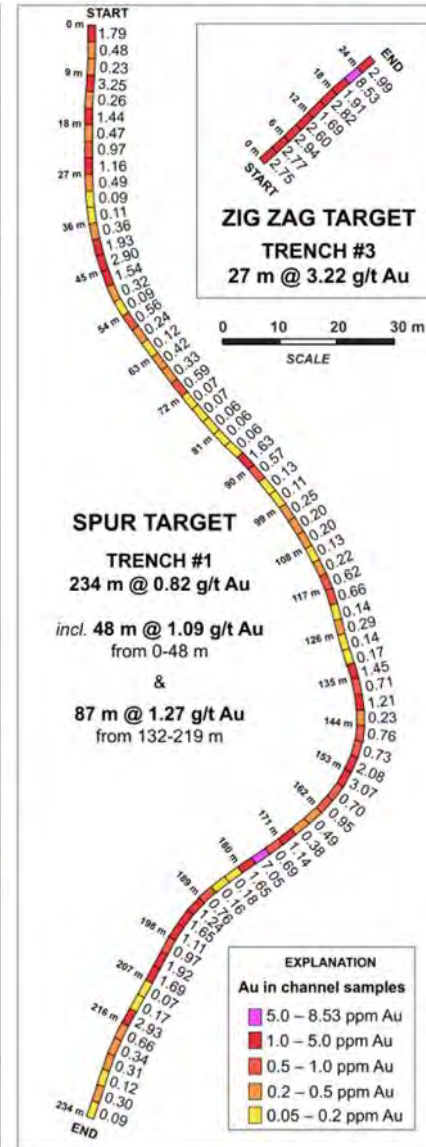 START
0 m
1.79
0.48
0.23
9 m
3.25
0.26
1.44
18 m
0.47
0.97
1.16
27 m
0.49
0.09
0.11
36 m
0.36
1.93
2.90
45 m
1.54
0.32
0.09
54 m
0.56
0.24
0.12
63 m
0.42
0.33
0.59
72 m
0.07
0.07
0.06
81 m
0.06
0.06
1.63
90 m
0.57
0.13
0.11
99 m
0.25
0.20
0.20
108 m
0.13
0.22
0.62
117 m
0.66
0.14
0.29
126 m
0.14
0.17
1.45
135 m
0.71
1.21
0.23
144 m
0.76
0.73
2.08
153 m
3.07
0.70
0.95
162 m
0.49
0.38
1.14
171 m
0.69
7.05
1.65
180 m
0.18
0.16
0.76
189 m
1.24
1.65
1.11
198 m
0.97
1.92
1.69
207 m
0.07
0.17
2.93
216 m
0.66
0.34
0.31
0.12
0.30
0.09
234 m
END
24 m
END
2.99
8.53
18 m
1.91
2.82
12 m
1.69
2.60
6 m
2.94
2.77
0 m
2.75
START
ZIG ZAG TARGET
TRENCH #3
27 m @ 3.22 g/t Au
0 10 20 30 m
SCALE
SPUR TARGET
TRENCH #1
234 m @ 0.82 g/t Au
incl. 48 m @ 1.09 g/t Au
from 0-48 m
&
87 m @ 1.27 g/t Au
from 132-219 m
EXPLANATION
Au in channel samples
5.0 – 8.53 ppm Au
1.0 – 5.0 ppm Au
0.5 – 1.0 ppm Au
0.2 – 0.5 ppm Au
0.05 – 0.2 ppm Au